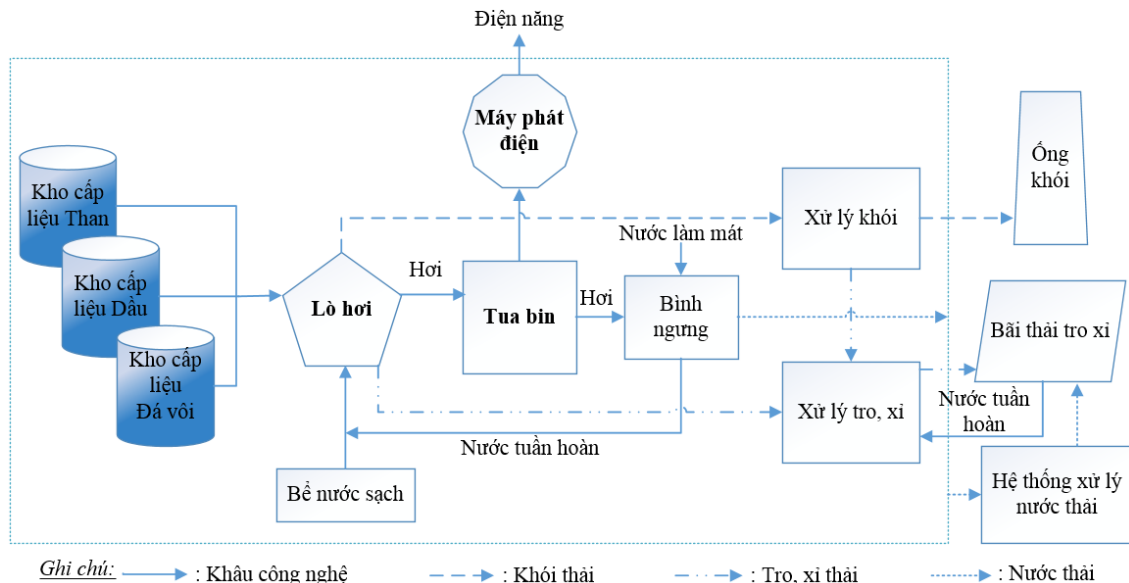 Điện năng
Máy phát
điện
Ống
khói
Kho cấp
liệu Than
Xử lý khói
Nước làm mát
Kho cấp
liệu Dầu
Hơi
Lò hơi
Tua bin
Hơi
Bình
ngưng
Bãi thải tro xỉ
Kho cấp
liệu
Đá vôi
Xử lý tro, xỉ
Nước tuần
hoàn
Nước tuần hoàn
Bể nước sạch
Hệ thống xử lý
nước thải
Ghi chú: : Khâu công nghệ : Khói thải : Tro, xỉ thải : Nước thải